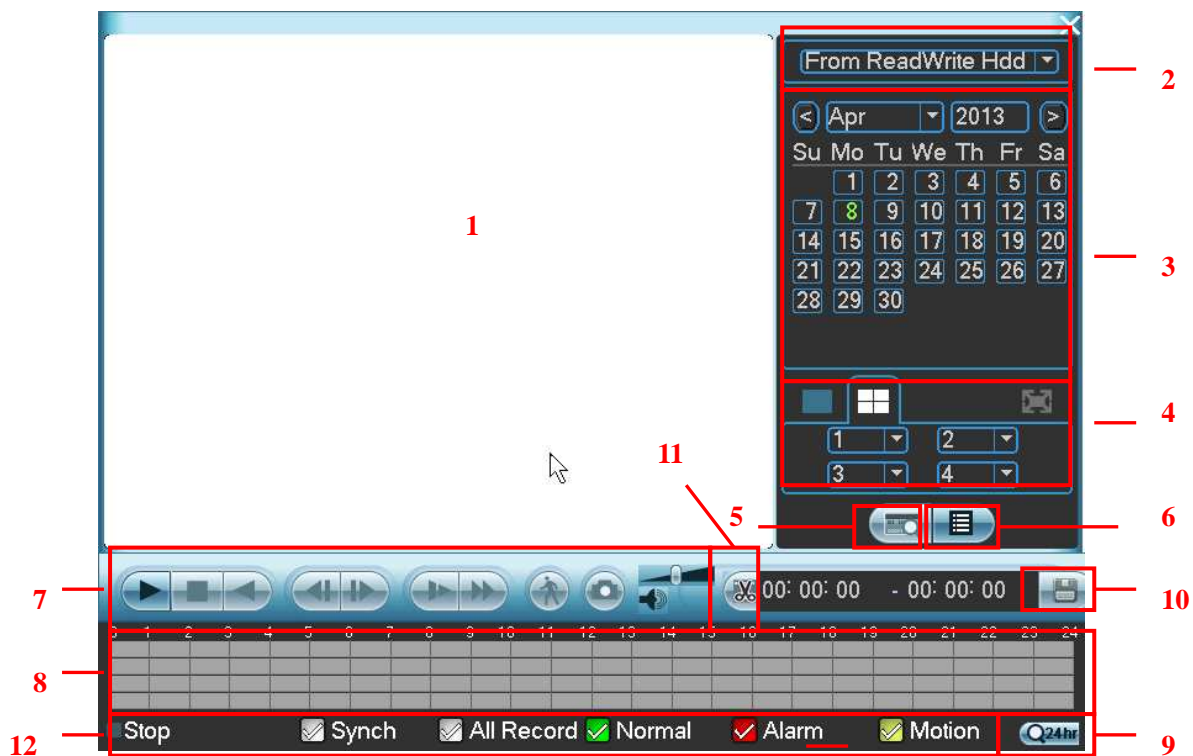 From ReadWrite Hdd
2
< Apr 2013 >
Su Mo Tu We Th Fr Sa
1 2 3 4 5 6
7 8 9 10 11 12 13
14 15 16 17 18 19 20
21 22 23 24 25 26 27
28 29 30
1
3
4
1 2
3 4
11
5
6
7
00: 00: 00 - 00: 00: 00
10
0 1 2 3 4 5 6 7 8 9 10 11 12 13 14 15 16 17 18 19 20 21 22 23 24
8
12
Stop Synch All Record Normal Alarm Motion 24hr
9